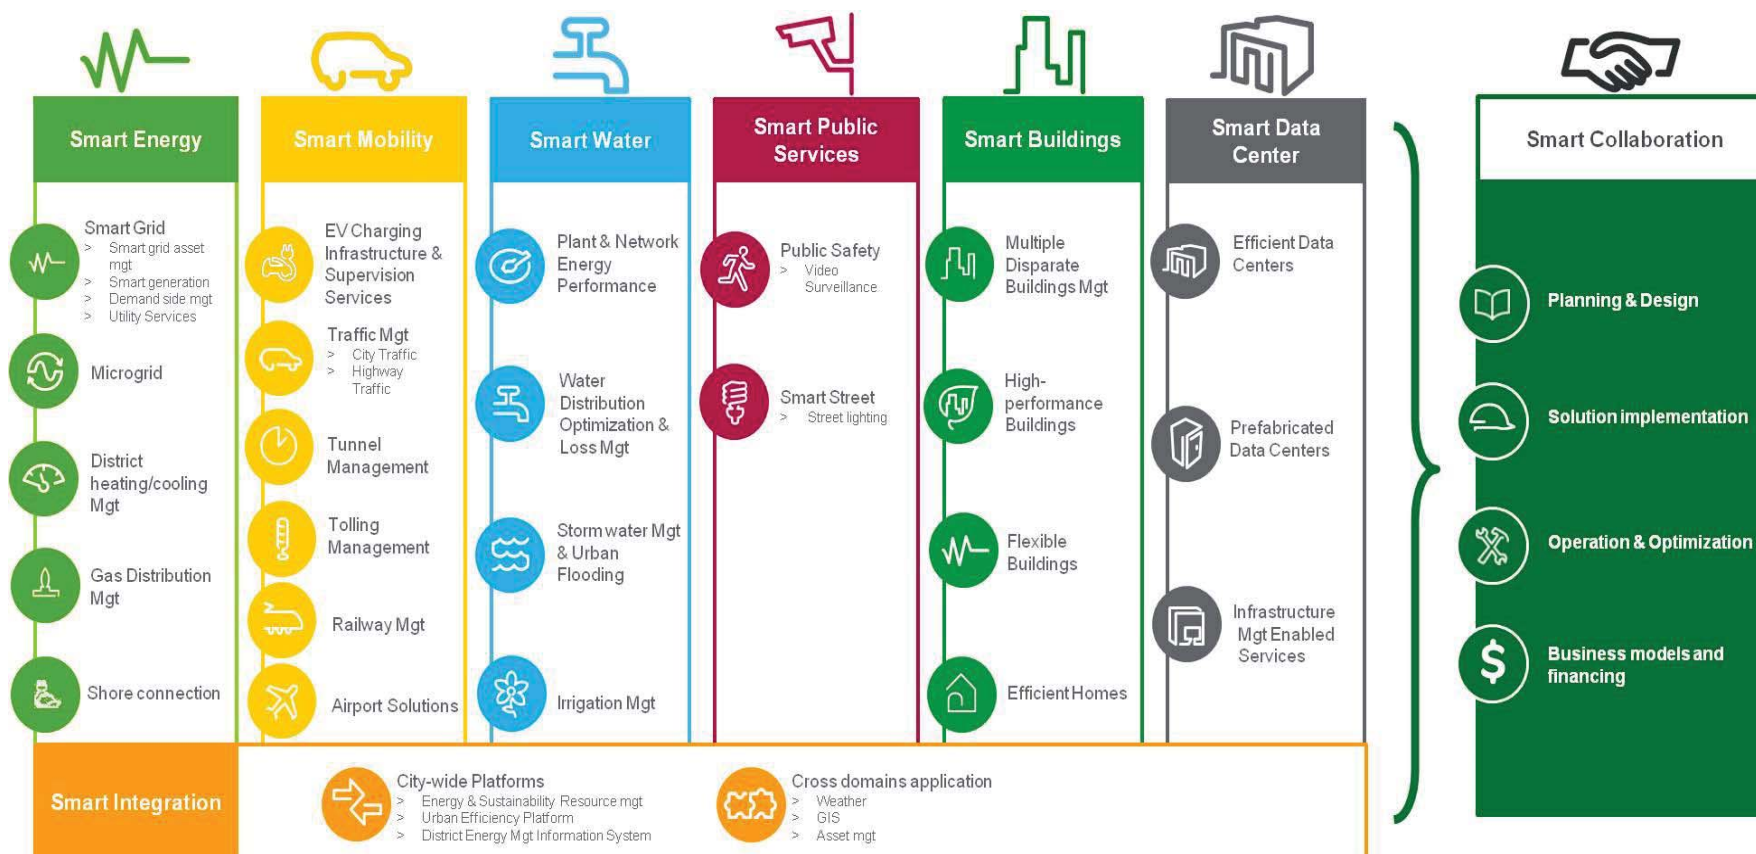 Smart Energy
Smart Grid
> Smart grid asset
mgt
> Smart generation
> Demand side mgt
> Utility Services
Microgrid
District
heating/cooling
Mgt
Gas Distribution
Mgt
Shore connection
Smart Mobility
EV Charging
Infrastructure &
Supervision
Services
Traffic Mgt
> City Traffic
> Highway
Traffic
Tunnel
Management
Tolling
Management
Railway Mgt
Airport Solutions
Smart Water
Plant & Network
Energy
Performance
Water
Distribution
Optimization &
Loss Mgt
Storm water Mgt
& Urban
Flooding
Irrigation Mgt
Smart Public
Services
Public Safety
> Video
Surveillance
Smart Street
> Street lighting
Smart Buildings
Multiple
Disparate
Buildings Mgt
High-
performance
Buildings
Flexible
Buildings
Efficient Homes
Smart Data
Center
Efficient Data
Centers
Prefabricated
Data Centers
Infrastructure
Mgt Enabled
Services
Smart Integration
City-wide Platforms
> Energy & Sustainability Resource mgt
> Urban Efficiency Platform
> District Energy Mgt Information System
Cross domains application
> Weather
> GIS
> Asset mgt
Smart Collaboration
Planning & Design
Solution implementation
Operation & Optimization
$
Business models and
financing